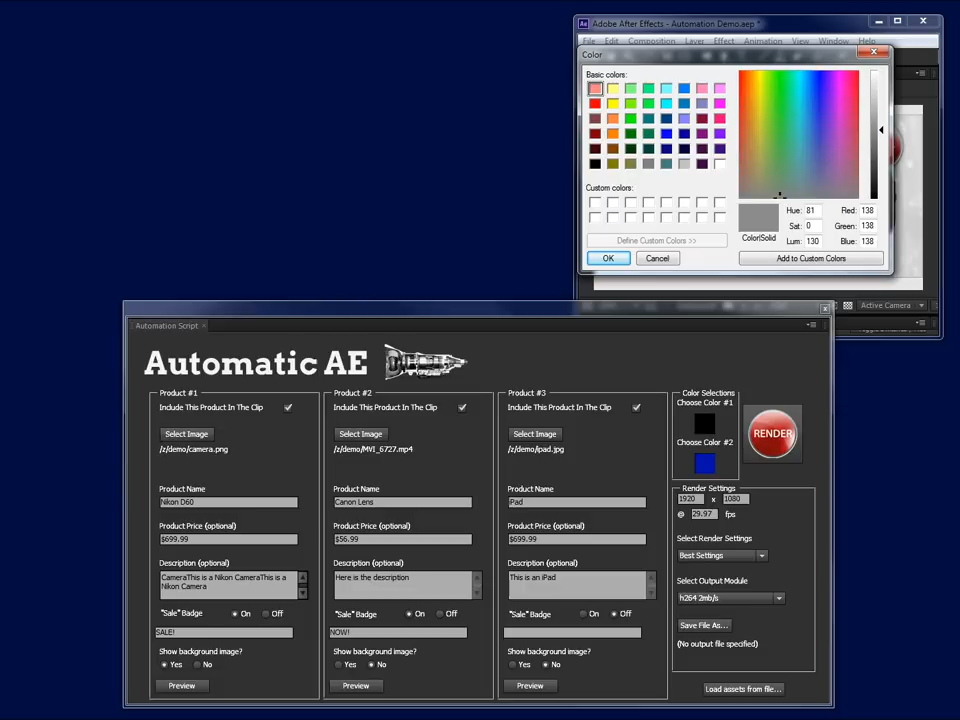 Adobe After Effects - Automation Demo.aep *
File Edit Composition Layer Effect Animation View Window Help
Color
Basic colors:
Custom colors:
Define Custom Colors >>
OK
Cancel
Hue: 81
Red: 138
Sat: 0
Green: 138
Color|Solid
Lum: 130
Blue: 138
Add to Custom Colors
Active Camera
Automation Script
Automatic AE
Product #1
Include This Product In The Clip
Select Image
/z/demo/camera.png
Product Name
Nikon D60
Product Price (optional)
$699.99
Description (optional)
CameraThis is a Nikon CameraThis is a
Nikon Camera
"Sale" Badge
On
Off
SALE!
Show background image?
Yes
No
Preview
Product #2
Include This Product In The Clip
Select Image
/z/demo/MVI_6727.mp4
Product Name
Canon Lens
Product Price (optional)
$56.99
Description (optional)
Here is the description
"Sale" Badge
On
Off
NOW!
Show background image?
Yes
No
Preview
Product #3
Include This Product In The Clip
Select Image
/z/demo/ipad.jpg
Product Name
iPad
Product Price (optional)
$699.99
Description (optional)
This is an iPad
"Sale" Badge
On
Off
Show background image?
Yes
No
Preview
Color Selections
Choose Color #1
Choose Color #2
RENDER
Render Settings
1920 x 1080
@ 29.97 fps
Select Render Settings
Best Settings
Select Output Module
h264 2mb/s
Save File As...
(No output file specified)
Load assets from file...